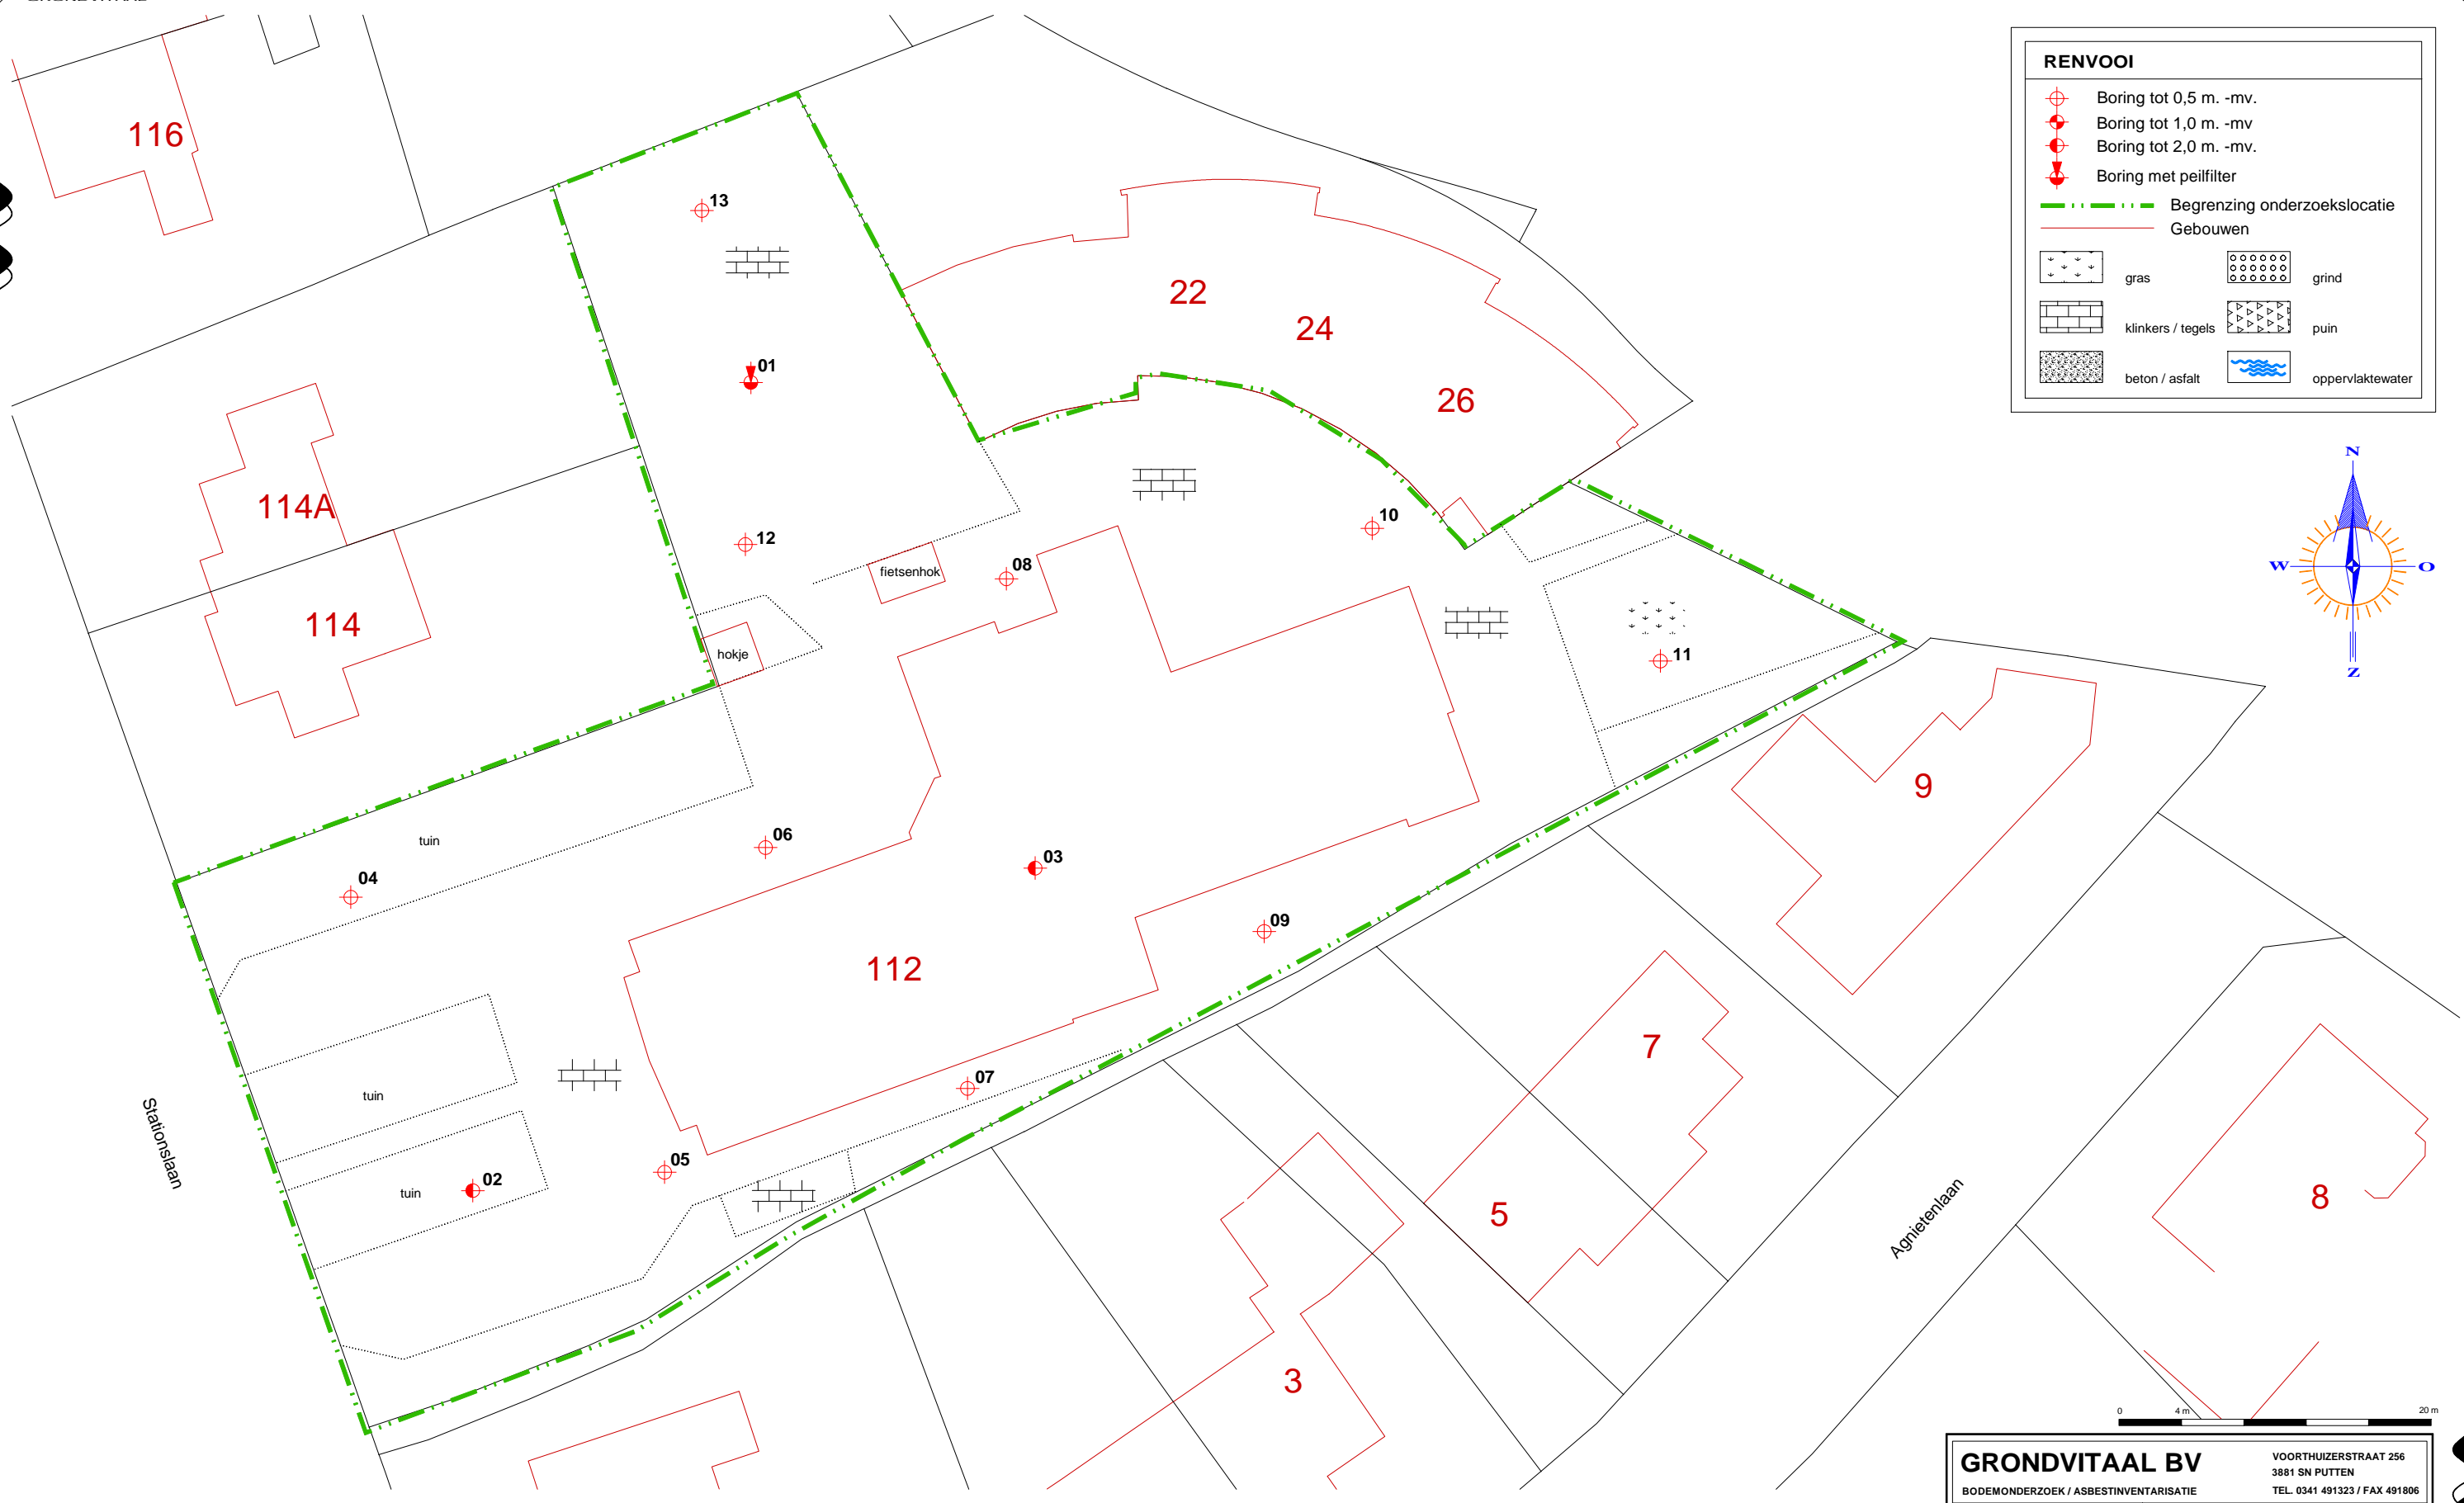 RENVOOI
Boring tot 0,5 m. -mv.
Boring tot 1,0 m. -mv
Boring tot 2,0 m. -mv.
Boring met peilfilter
Begrenzing onderzoekslocatie
Gebouwen
gras
grind
klinkers / tegels
puin
beton / asfalt
oppervlaktewater
N
W
O
Z
116
13
22
24
26
01
114A
114
12
10
fietsenhok
08
hokje
11
9
tuin
06
03
04
09
112
7
tuin
07
Stationslaan
05
tuin
02
5
8
Agnietenlaan
3
0
4 m
20 m
GRONDVITAAL BV
BODEMONDERZOEK / ASBESTINVENTARISATIE
VOORTHUIZERSTRAAT 256
3881 SN PUTTEN
TEL. 0341 491323 / FAX 491806